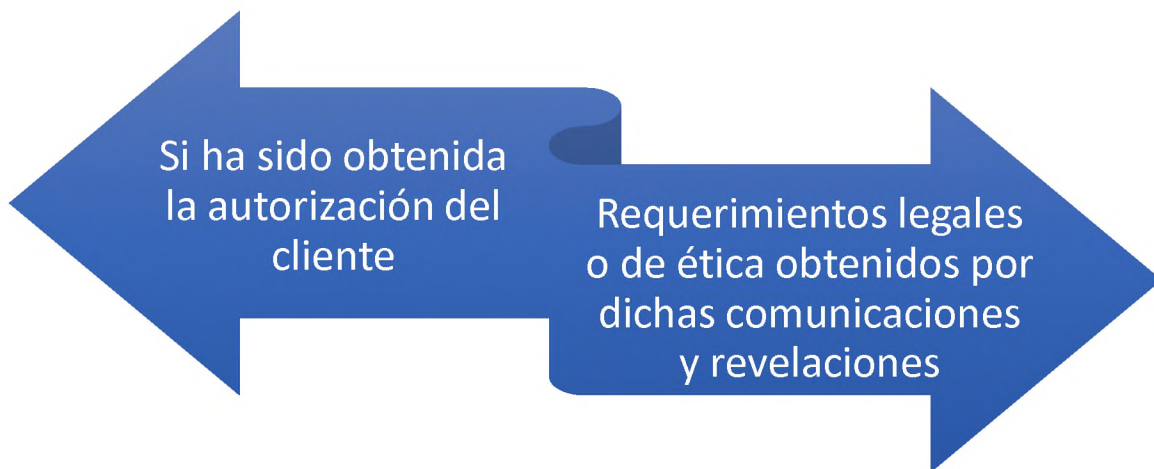 Si ha sido obtenida
la autorización del
cliente
Requerimientos legales
o de ética obtenidos por
dichas comunicaciones
y revelaciones